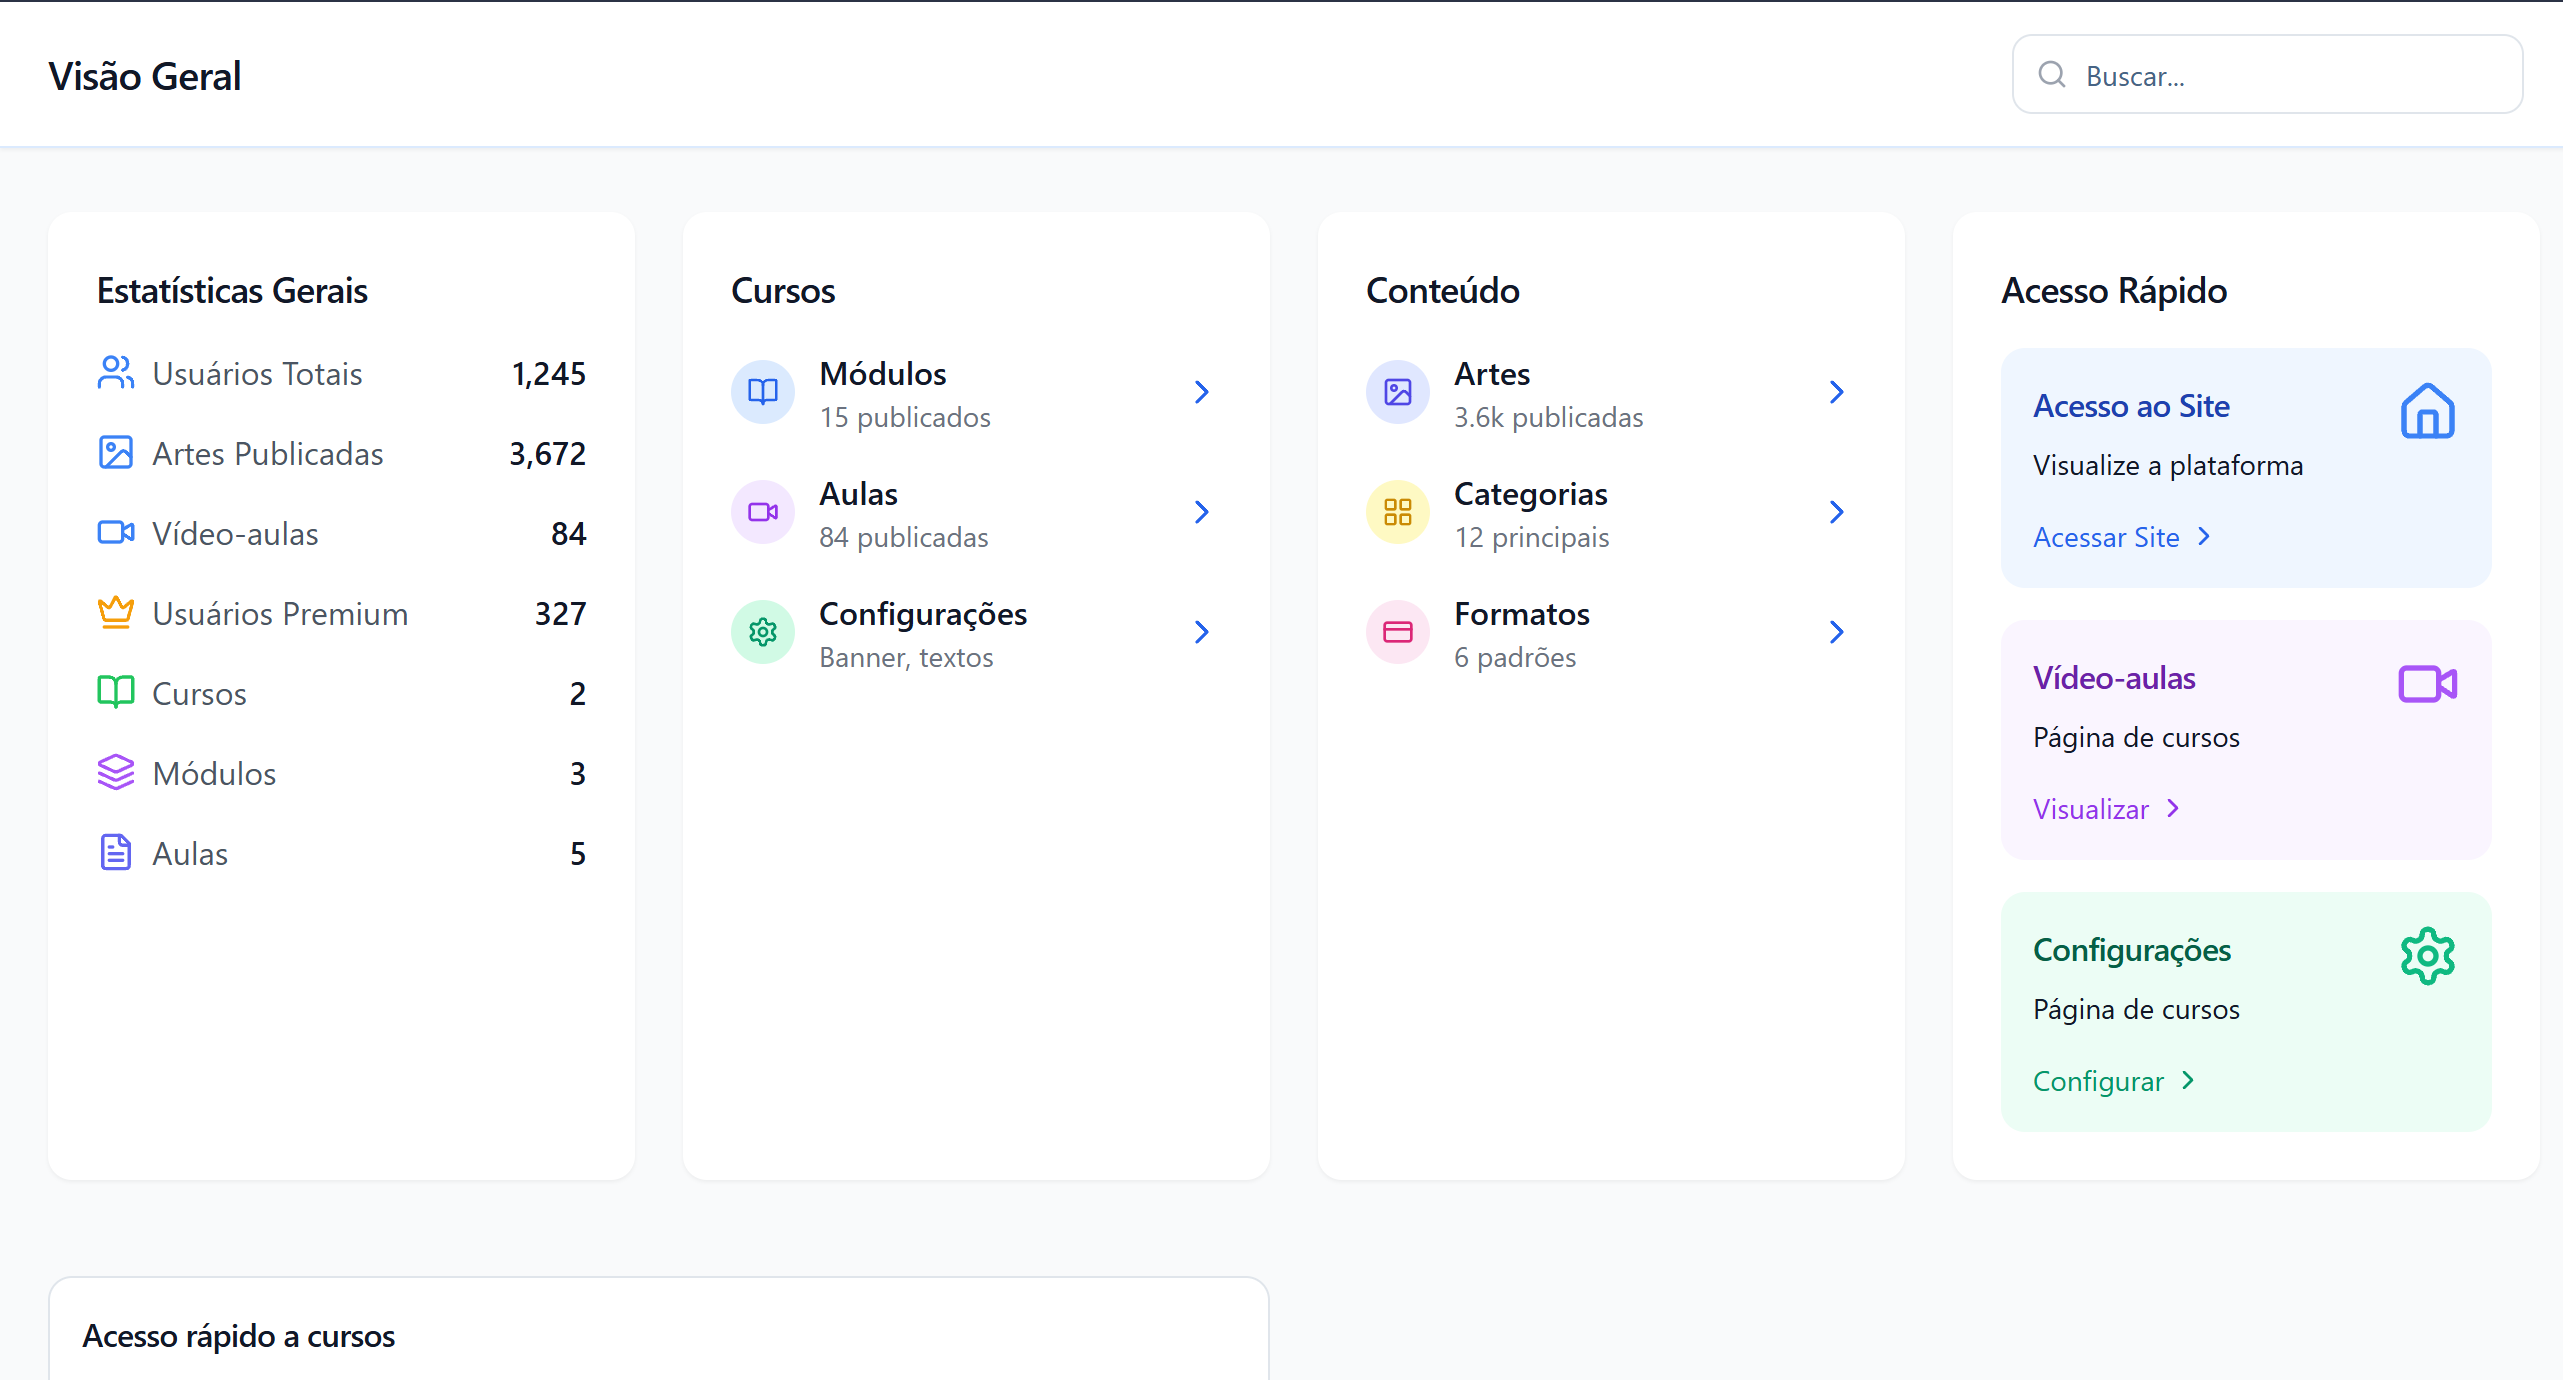 Visão Geral
Buscar...
Estatísticas Gerais
Usuários Totais 1,245
Artes Publicadas 3,672
Vídeo-aulas 84
Usuários Premium 327
Cursos 2
Módulos 3
Aulas 5
Cursos
Módulos
15 publicados
Aulas
84 publicadas
Configurações
Banner, textos
Conteúdo
Artes
3.6k publicadas
Categorias
12 principais
Formatos
6 padrões
Acesso Rápido
Acesso ao Site
Visualize a plataforma
Acessar Site
Vídeo-aulas
Página de cursos
Visualizar
Configurações
Página de cursos
Configurar
Acesso rápido a cursos